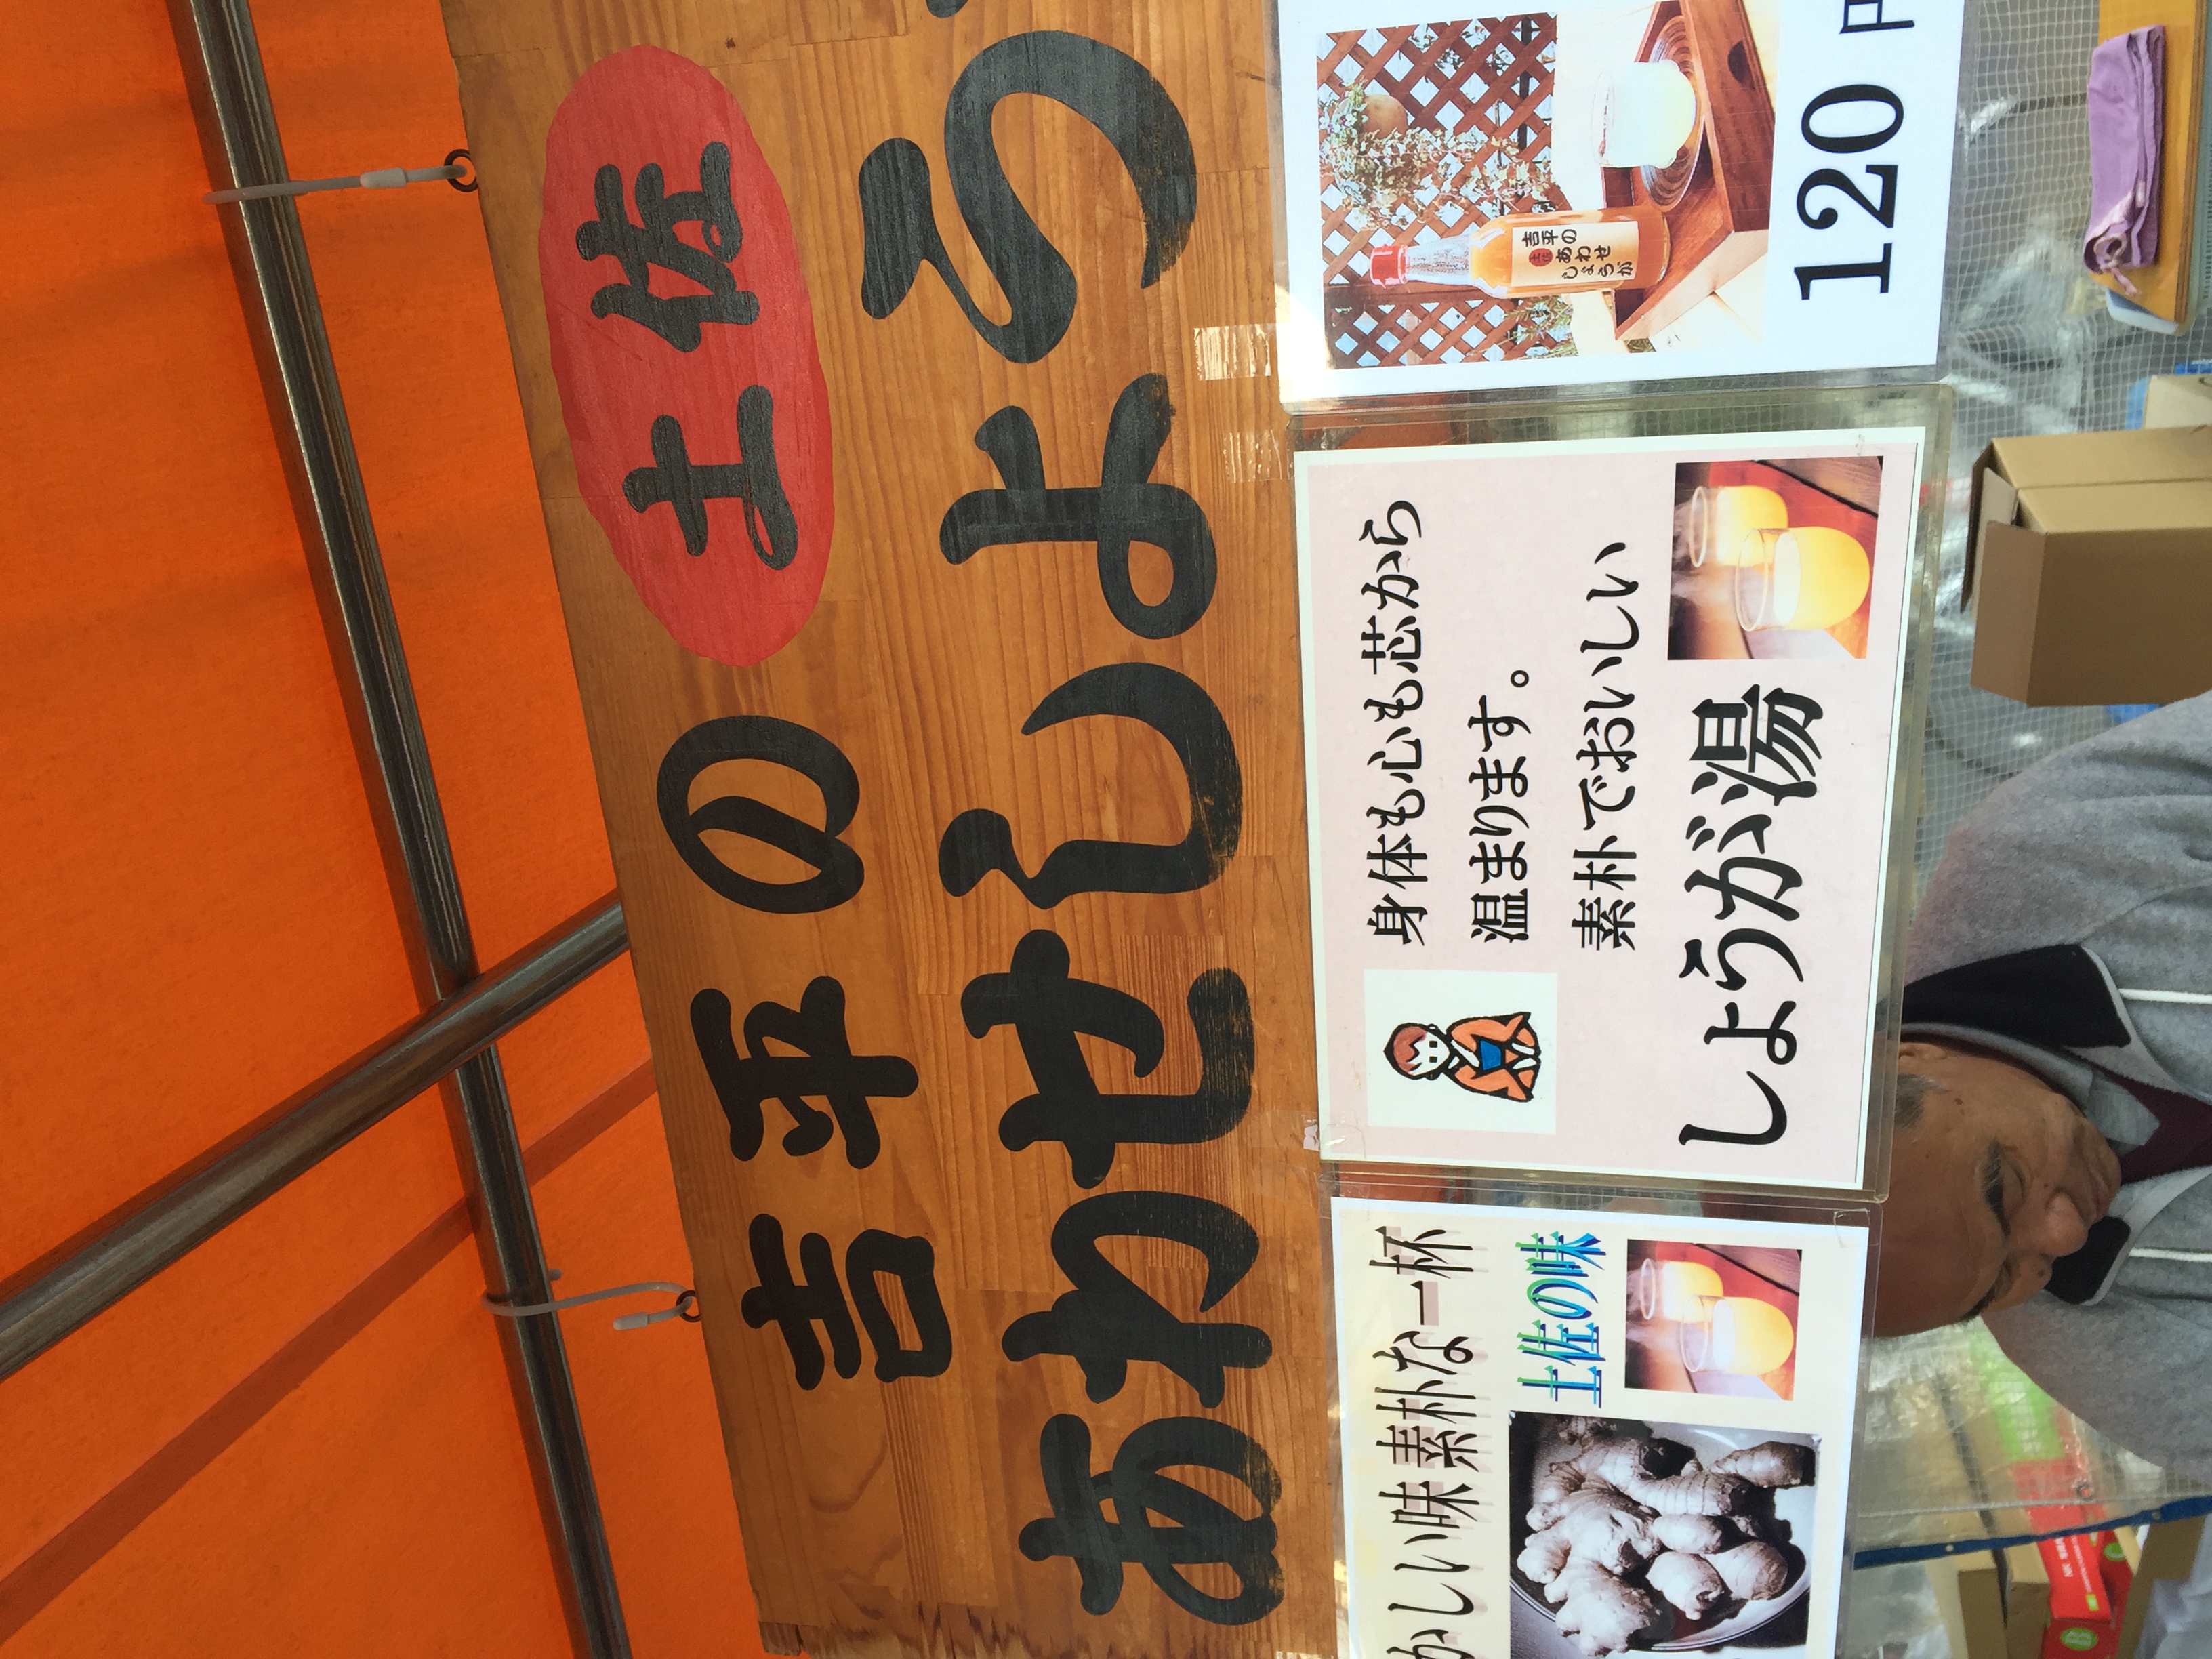 吉平の 土佐
あわせしょう
かしい味 素朴な一杯
土佐の味
身体も心も芯から
温まります。
素朴でおいしい
しょうが湯
吉平の
土佐 あわせ
しょうが
120 円